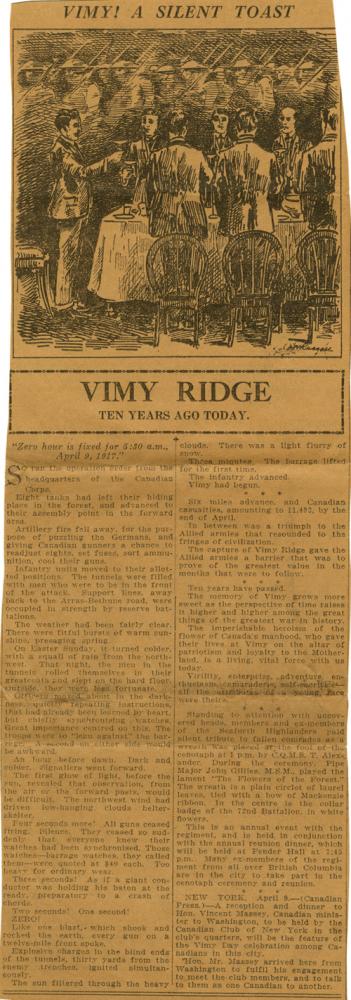 VIMY! A SILENT TOAST
VIMY RIDGE
TEN YEARS AGO TODAY.
"Zero hour is fixed for 5:30 a.m.,
April 9, 1917."
SO ran the operation order from the
headquarters of the Canadian
Corps.
Eight tanks had left their hiding
place in the forest, and advanced to
their assembly point in the forward
area.
Artillery fire fell away, for the pur-
pose of puzzling the Germans, and
giving Canadian gunners a chance to
readjust sights, set fuses, sort ammu-
nition, cool their guns.
Infantry units moved to their allot-
ted positions. The tunnels were filled
with men who were to be in the front
of the attack. Support lines, away
back to the Arras-Bethune road, were
occupied in strength by reserve bat-
talions.
The weather had been fairly clear.
There were fitful bursts of warm sun-
shine, presaging spring.
On Easter Sunday, it turned colder,
with a squall of rain from the north-
west. That night, the men in the
tunnels rolled themselves in their
greatcoats and slept on the hard floor.
Outside, they were less fortunate.
Officers moved about in the dark-
ness, quietly repeating instructions,
that had already been learned by heart,
but chiefly synchronizing watches.
Great importance centred on this. The
troops were to "lean against" the bar-
rage. A second on either side would
be awkward.
An hour before dawn. Dark and
colder. Signallers went forward.
The first glow of light, before the
sun, revealed that observation, from
the air or the forward posts, would
be difficult. The northwest wind had
driven low-hanging clouds helter-
skelter.
Four seconds more! All guns ceased
firing. Silence. They ceased so sud-
denly that everyone knew their
watches had been synchronised. Those
watches—barrage watches, they called
them—were quoted at $40 each. Too
heavy for ordinary wear.
Three seconds! As if a giant con-
ductor was holding his baton at the
ready, preparatory to a crash of
chords.
Two seconds! One second!
ZERO!
Like one blast, which shook and
rocked the earth, every gun on a
twelve-mile front spoke.
Explosive charges in the blind ends
of the tunnels, thirty yards from the
enemy trenches, ignited simultan-
eously.
The sun filtered through the heavy
clouds. There was a light flurry of
snow.
Three minutes. The barrage lifted
for the first time.
The infantry advanced.
Vimy had begun.
* * *
Six miles advance, and Canadian
casualties, amounting to 11,492, by the
end of April.
In between was a triumph to the
Allied armies that resounded to the
fringes of civilization.
The capture of Vimy Ridge gave the
Allied armies a barrier that was to
prove of the greatest value in the
months that were to follow.
* * *
Ten years have passed.
The memory of Vimy grows more
sweet as the perspective of time raises
it higher and higher among the great
things of the greatest war in history.
The imperishable heroism of the
flower of Canada's manhood, who gave
their lives at Vimy on the altar of
patriotism and loyalty to the Mother-
land, is a living, vital force with us
today.
Virility, enterprise, adventure, en-
thusiasm, comradeship, self-sacrifice—
all the attributes of a young race
were theirs.
* * *
Standing to attention with uncov-
ered heads, members and ex-members
of the Seaforth Highlanders paid
silent tribute to fallen comrades as a
wreath was placed at the foot of the
cenotaph at 1 p.m. by C.Q.M.S. T. Alex-
ander. During the ceremony, Pipe
Major John Gillies, M.S.M., played the
lament "The Flowers of the Forest."
The wreath is a plain circlet of laurel
leaves, tied with a bow of Mackenzie
ribbon. In the centre is the collar
badge of the 72nd Battalion, in white
flowers.
This is an annual event with the
regiment, and is held in conjunction
with the annual reunion dinner, which
will be held at Pender Hall at 7:45
p.m. Many ex-members of the regi-
ment from all over British Columbia
are in the city to take part in the
cenotaph ceremony and reunion.
* * *
NEW YORK, April 9.—(Canadian
Press.)—A reception and dinner to
Hon. Vincent Massey, Canadian minis-
ter to Washington, to be held by the
Canadian Club of New York in the
club's quarters, will be the feature of
the Vimy Day celebration among Ca-
nadians in this city.
"Hon. Mr. Massey arrived here from
Washington to fulfil his engagement
to meet the club members, and to talk
to them as one Canadian to another.